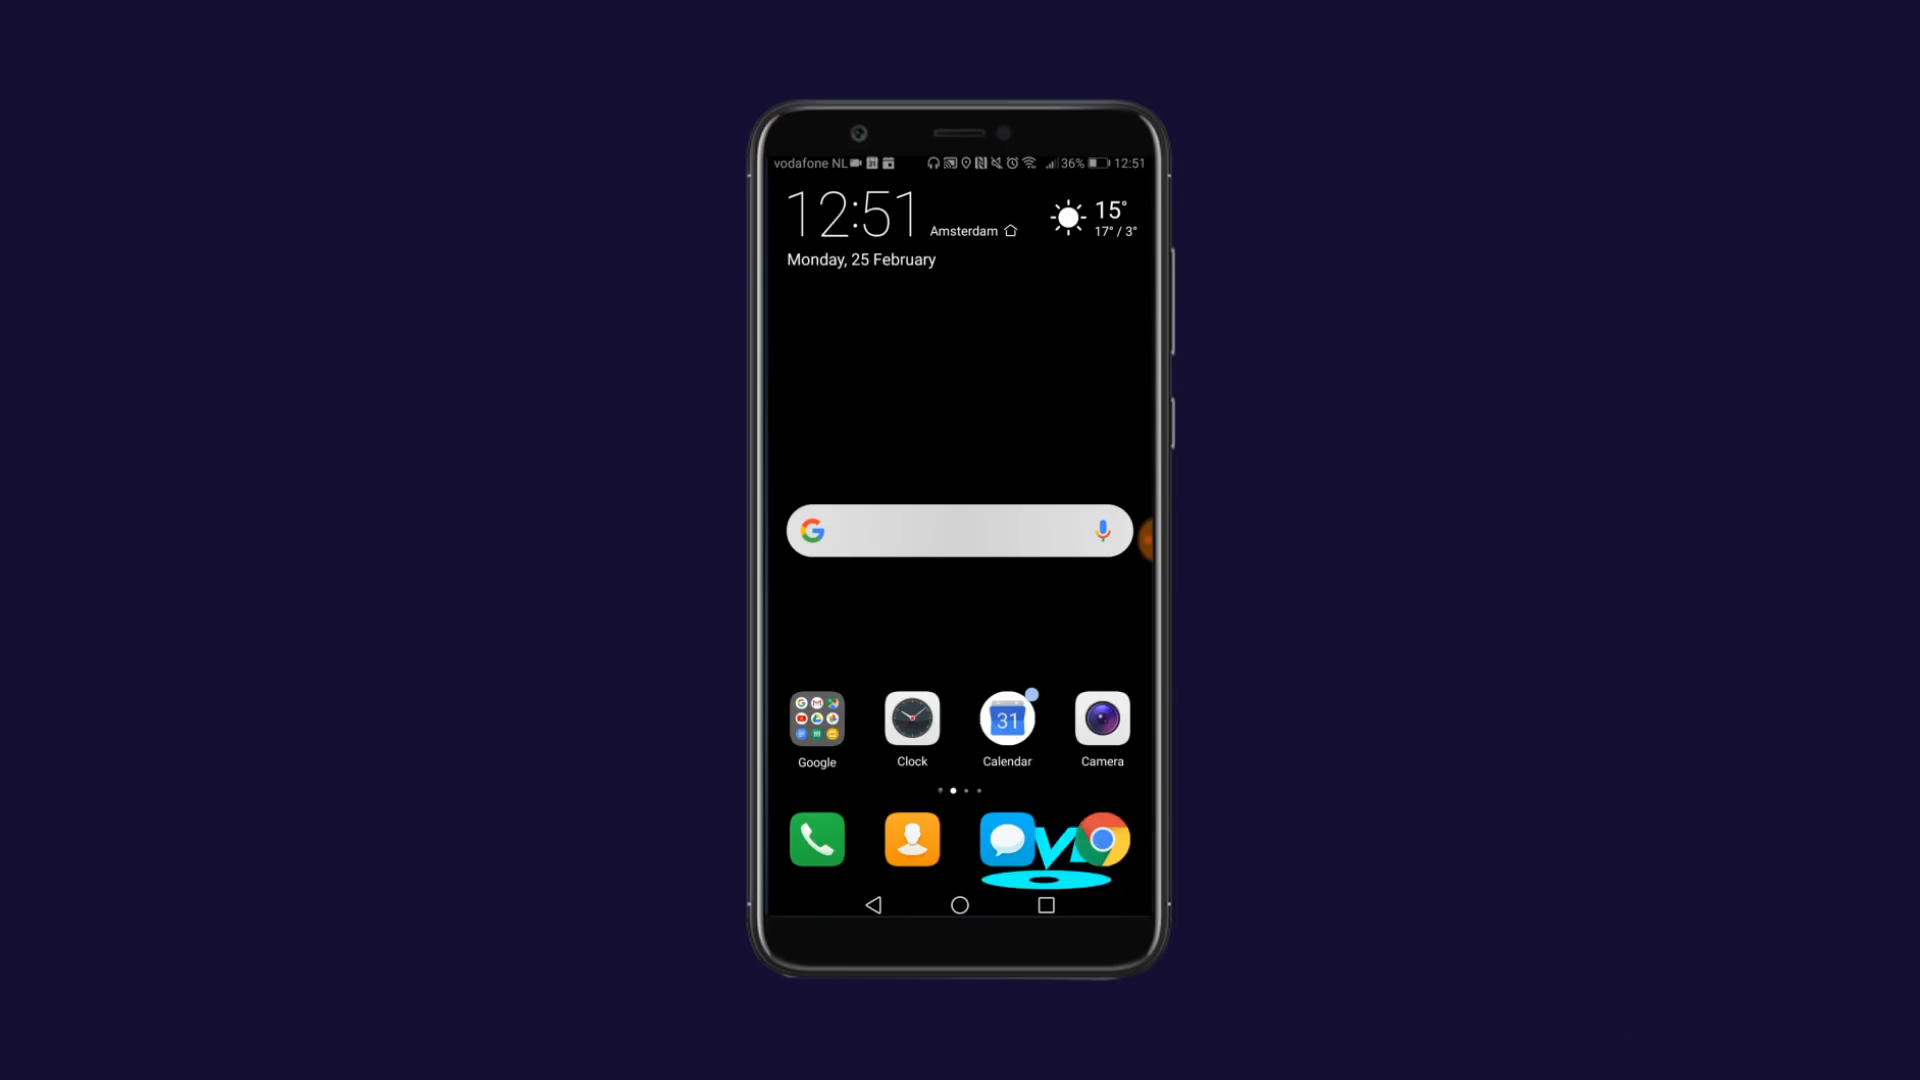 vodafone NL 36% 12:51
12:51 Amsterdam 15°
17° / 3°
Monday, 25 February
31
Google Clock Calendar Camera